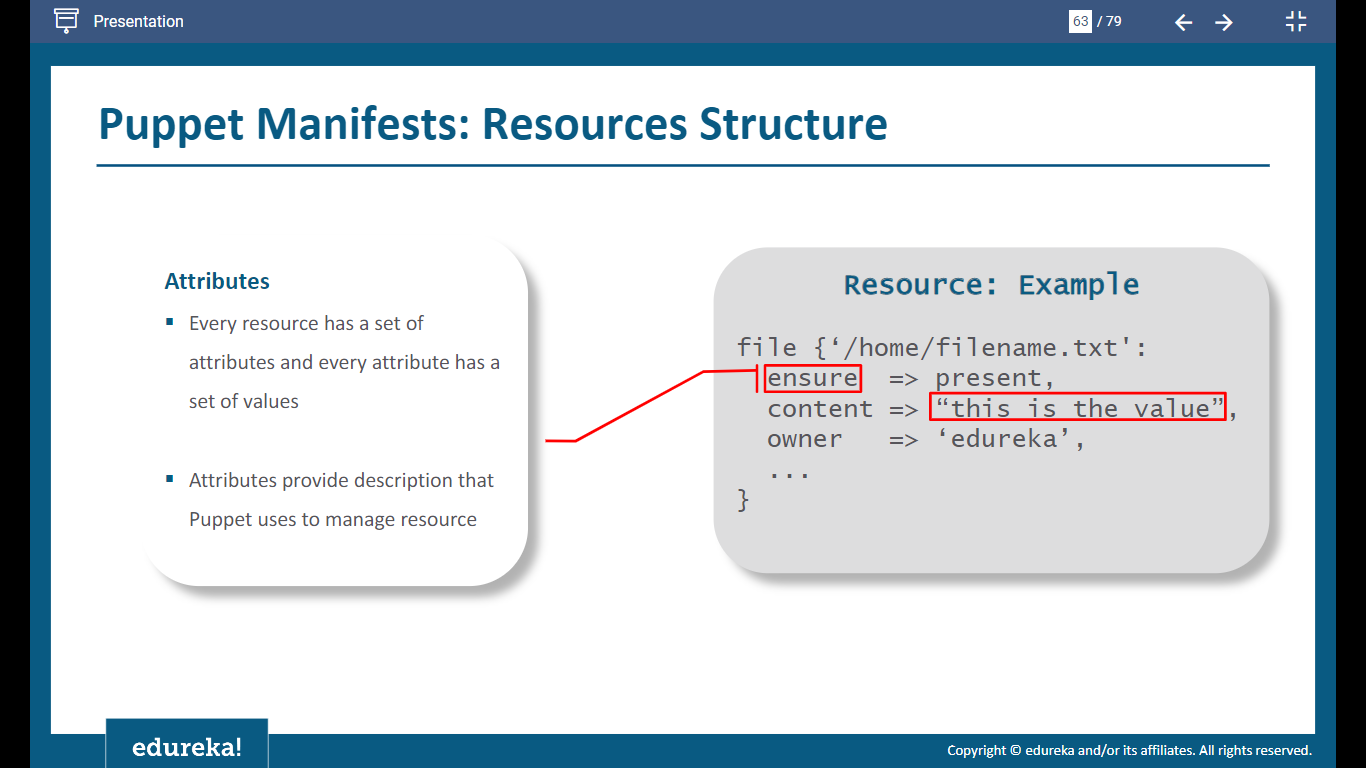 Presentation
63 / 79
Puppet Manifests: Resources Structure
Attributes
▪ Every resource has a set of
attributes and every attribute has a
set of values
▪ Attributes provide description that
Puppet uses to manage resource
Resource: Example
file {‘/home/filename.txt':
ensure => present,
content => “this is the value”,
owner => ‘edureka’,
...
}
edureka!
Copyright © edureka and/or its affiliates. All rights reserved.